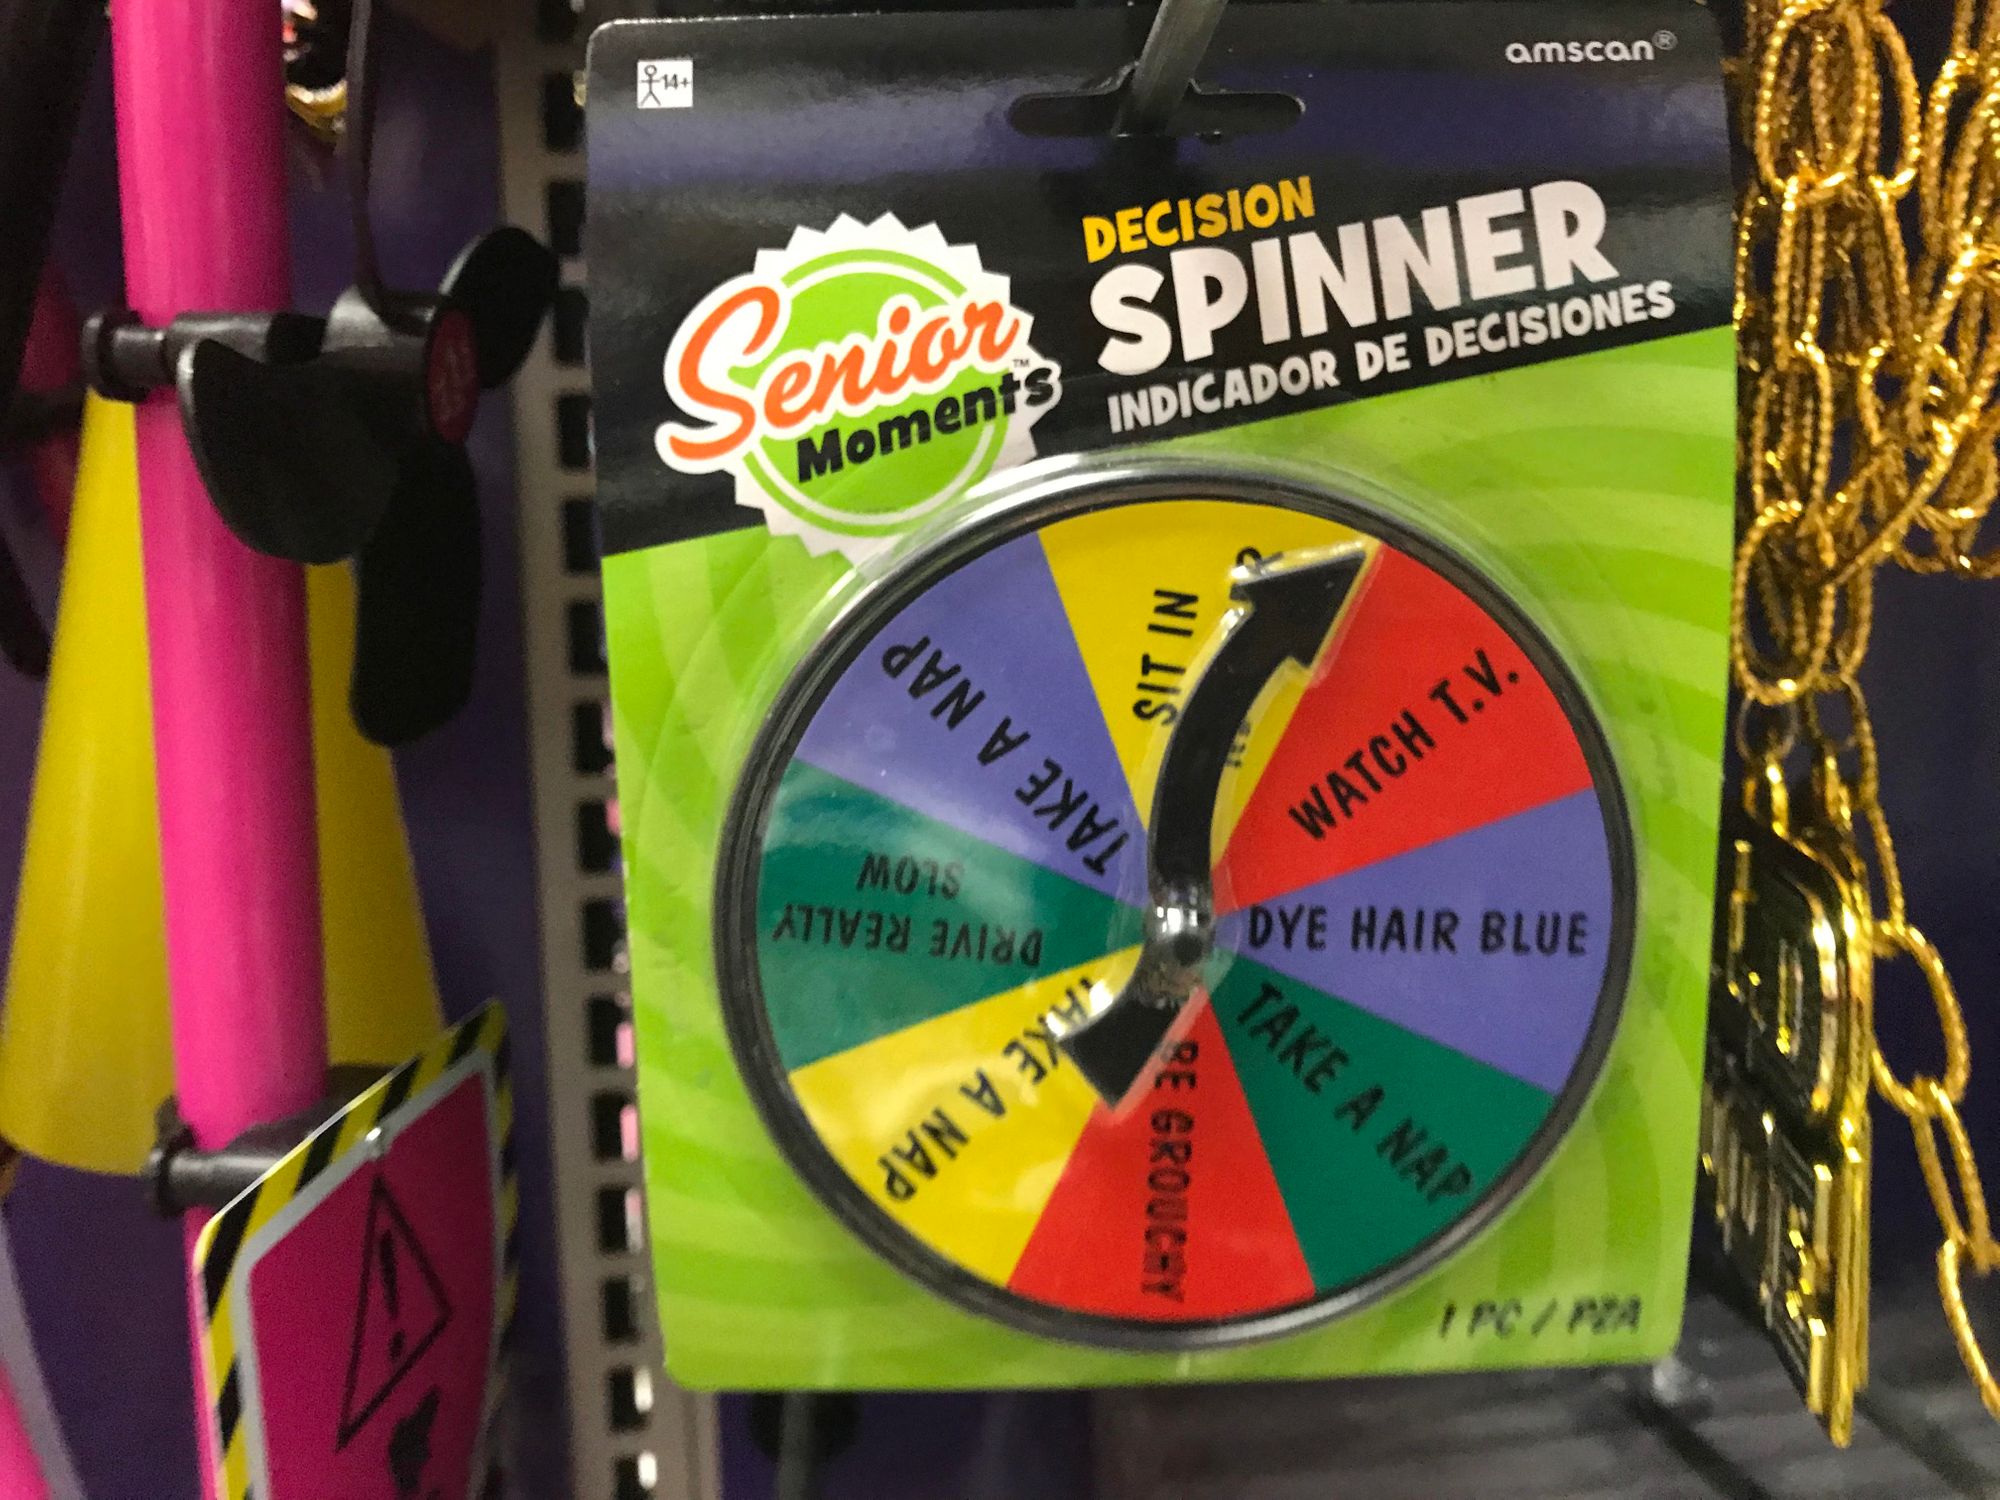 14+
amscan®
Senior
Moments™
DECISION
SPINNER
INDICADOR DE DECISIONES
SIT IN
WATCH T.V.
DYE HAIR BLUE
TAKE A NAP
BE GROUCHY
TAKE A NAP
DRIVE REALLY
SLOW
TAKE A NAP
1 PC / PZA